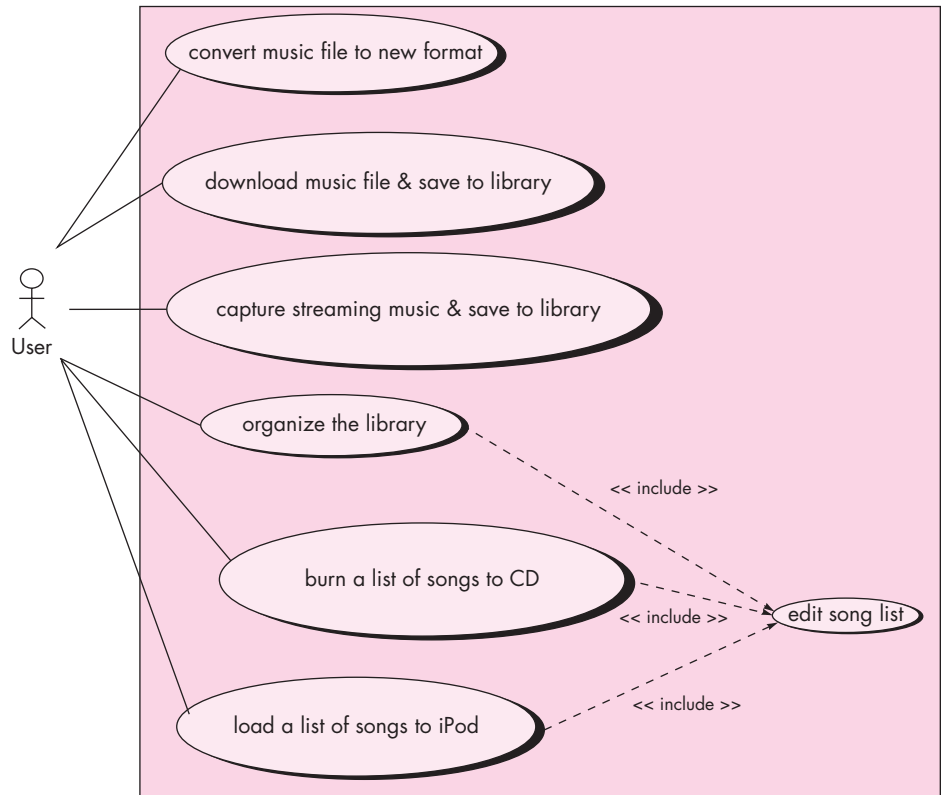 convert music file to new format
download music file & save to library
capture streaming music & save to library
User
organize the library
<< include >>
burn a list of songs to CD
<< include >>
edit song list
<< include >>
load a list of songs to iPod